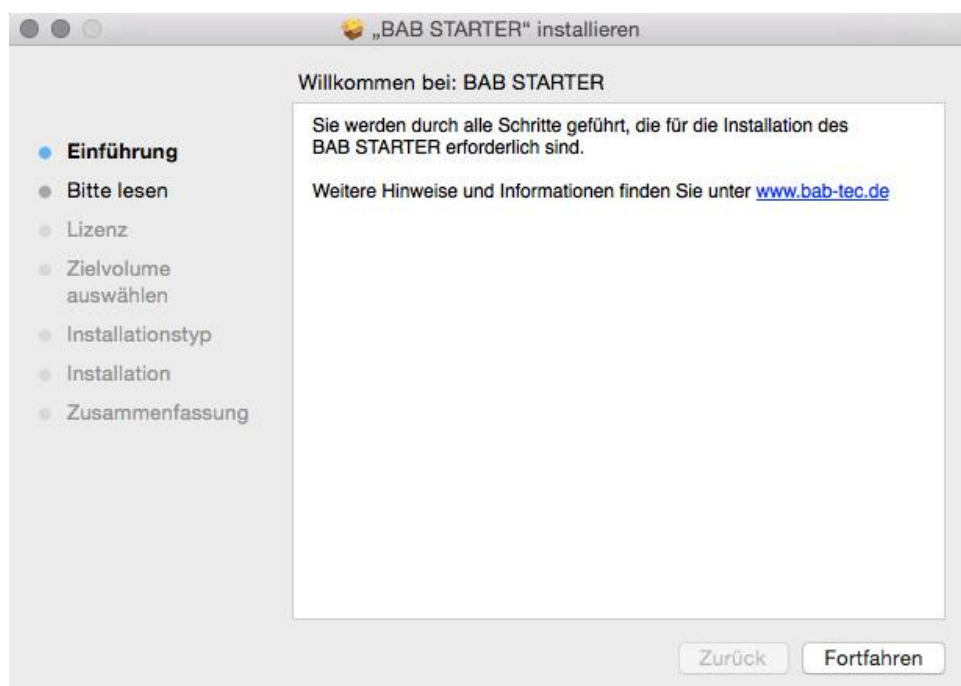 „BAB STARTER“ installieren
Willkommen bei: BAB STARTER
Einführung
Bitte lesen
Lizenz
Zielvolume
auswählen
Installationstyp
Installation
Zusammenfassung
Sie werden durch alle Schritte geführt, die für die Installation des
BAB STARTER erforderlich sind.
Weitere Hinweise und Informationen finden Sie unter www.bab-tec.de
Zurück
Fortfahren